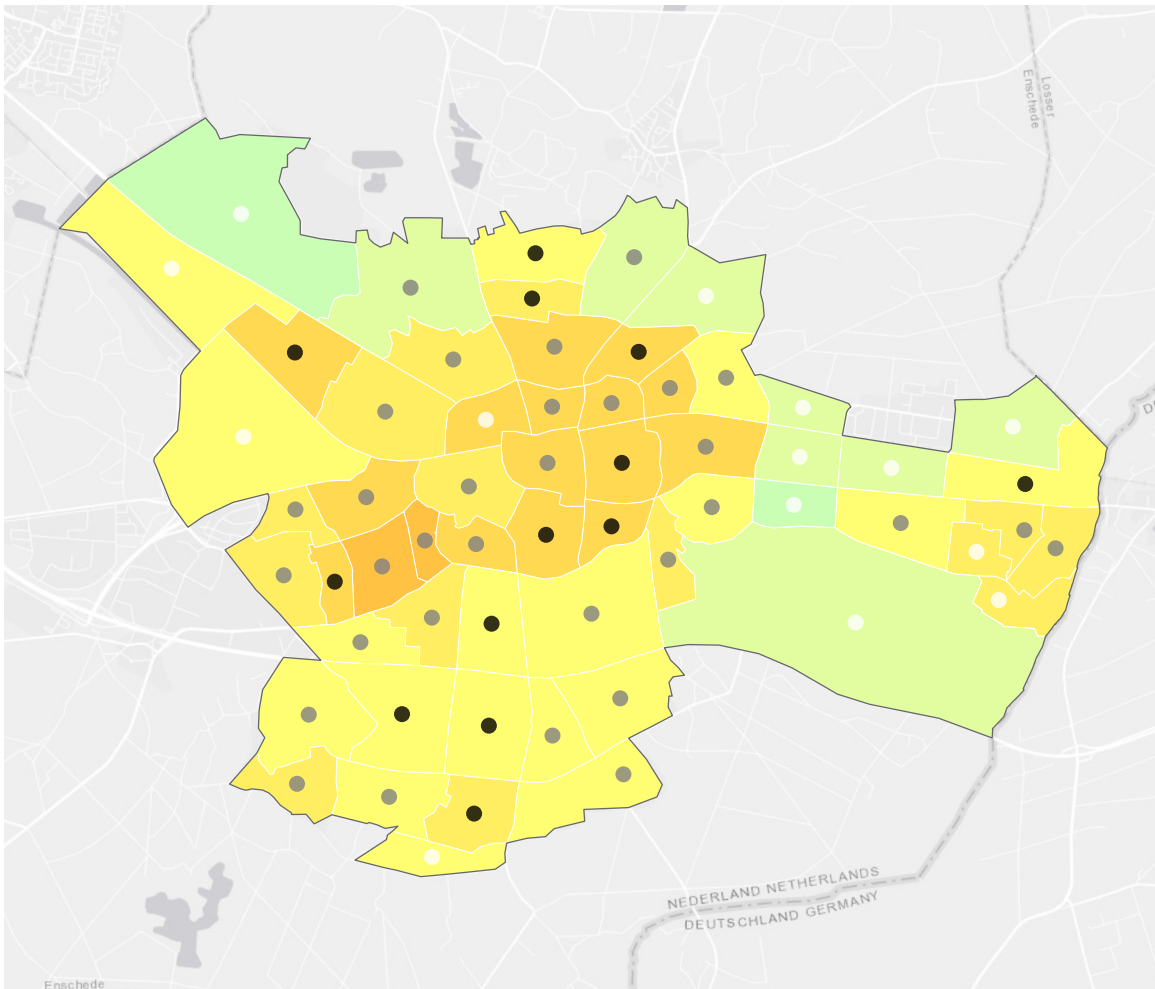 Losser
Enschede
NEDERLAND NETHERLANDS
DEUTSCHLAND GERMANY
Enschede